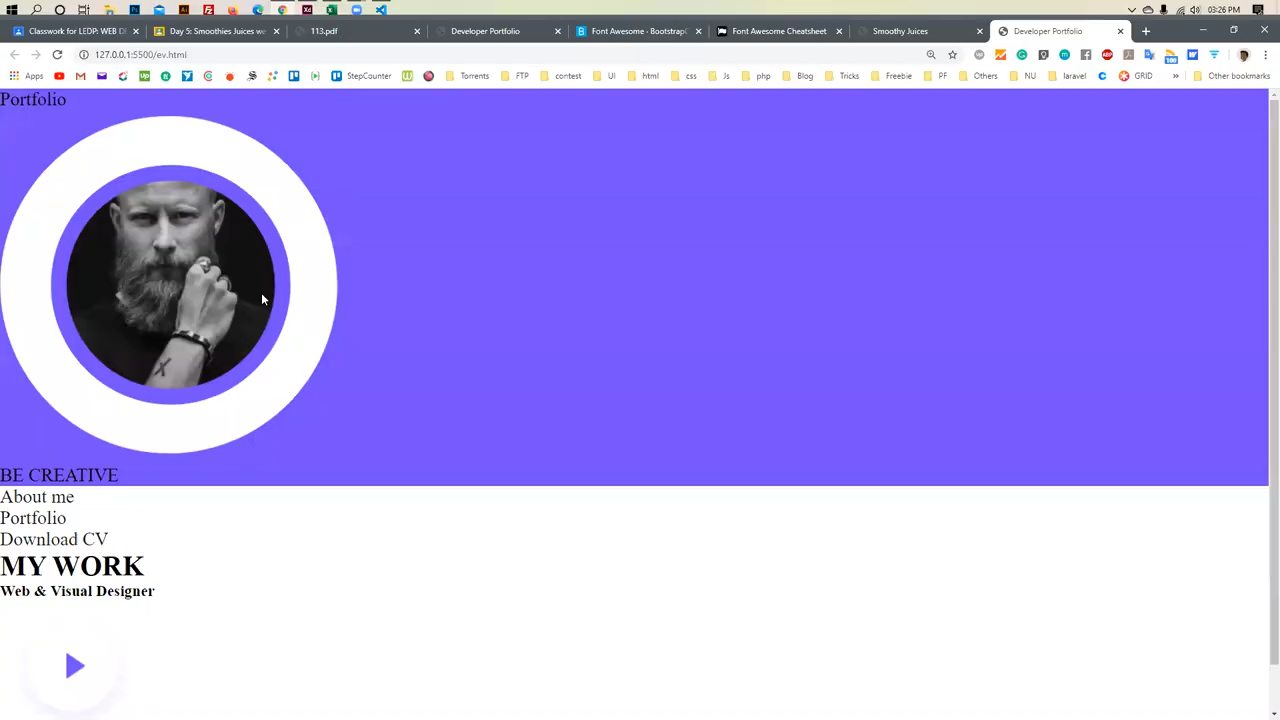 03:26 PM
Classwork for LEDP: WEB D
Day 5: Smoothies Juices we
113.pdf
Developer Portfolio
Font Awesome - Bootstrap
Font Awesome Cheatsheet
Smoothy Juices
Developer Portfolio
127.0.0.1:5500/ev.html
Apps
StepCounter
Torrents
FTP
contest
UI
html
css
Js
php
Blog
Tricks
Freebie
PF
Others
NU
laravel
GRID
Other bookmarks
Portfolio
BE CREATIVE
About me
Portfolio
Download CV
MY WORK
Web & Visual Designer